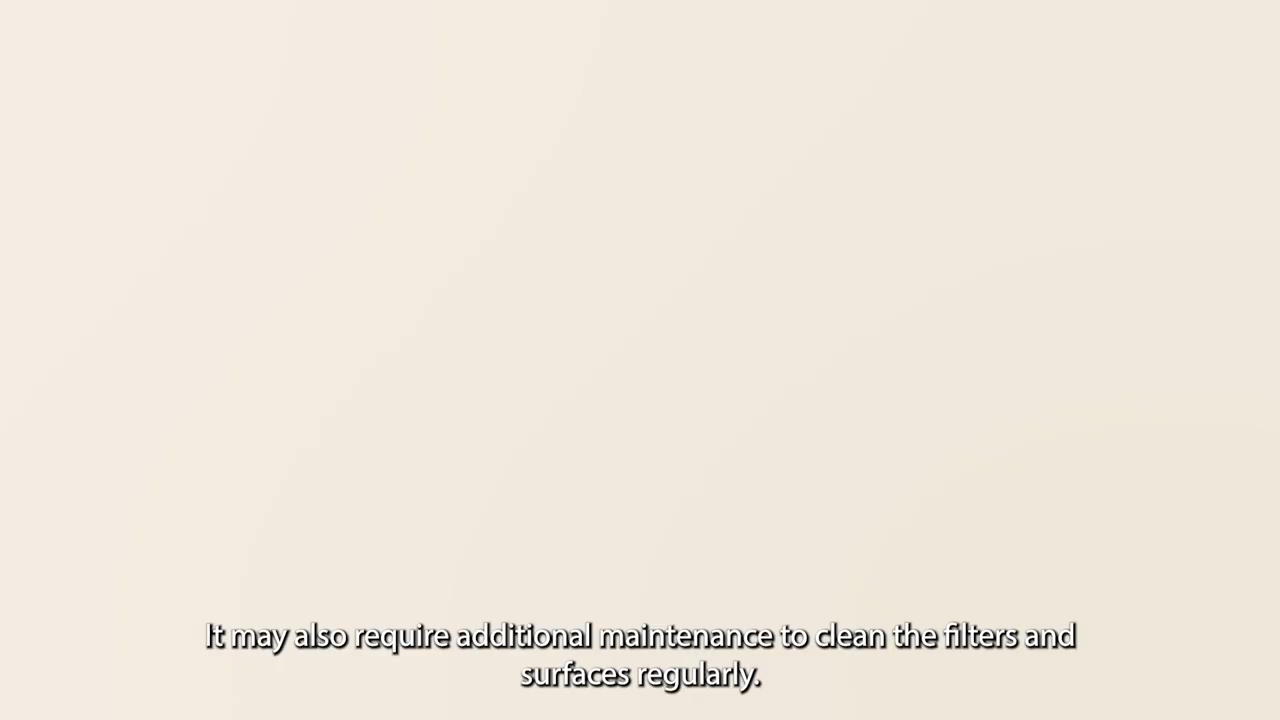 It may also require additional maintenance to clean the filters and
surfaces regularly.